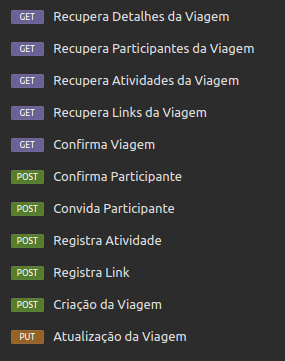 GET Recupera Detalhes da Viagem
GET Recupera Participantes da Viagem
GET Recupera Atividades da Viagem
GET Recupera Links da Viagem
GET Confirma Viagem
POST Confirma Participante
POST Convida Participante
POST Registra Atividade
POST Registra Link
POST Criação da Viagem
PUT Atualização da Viagem